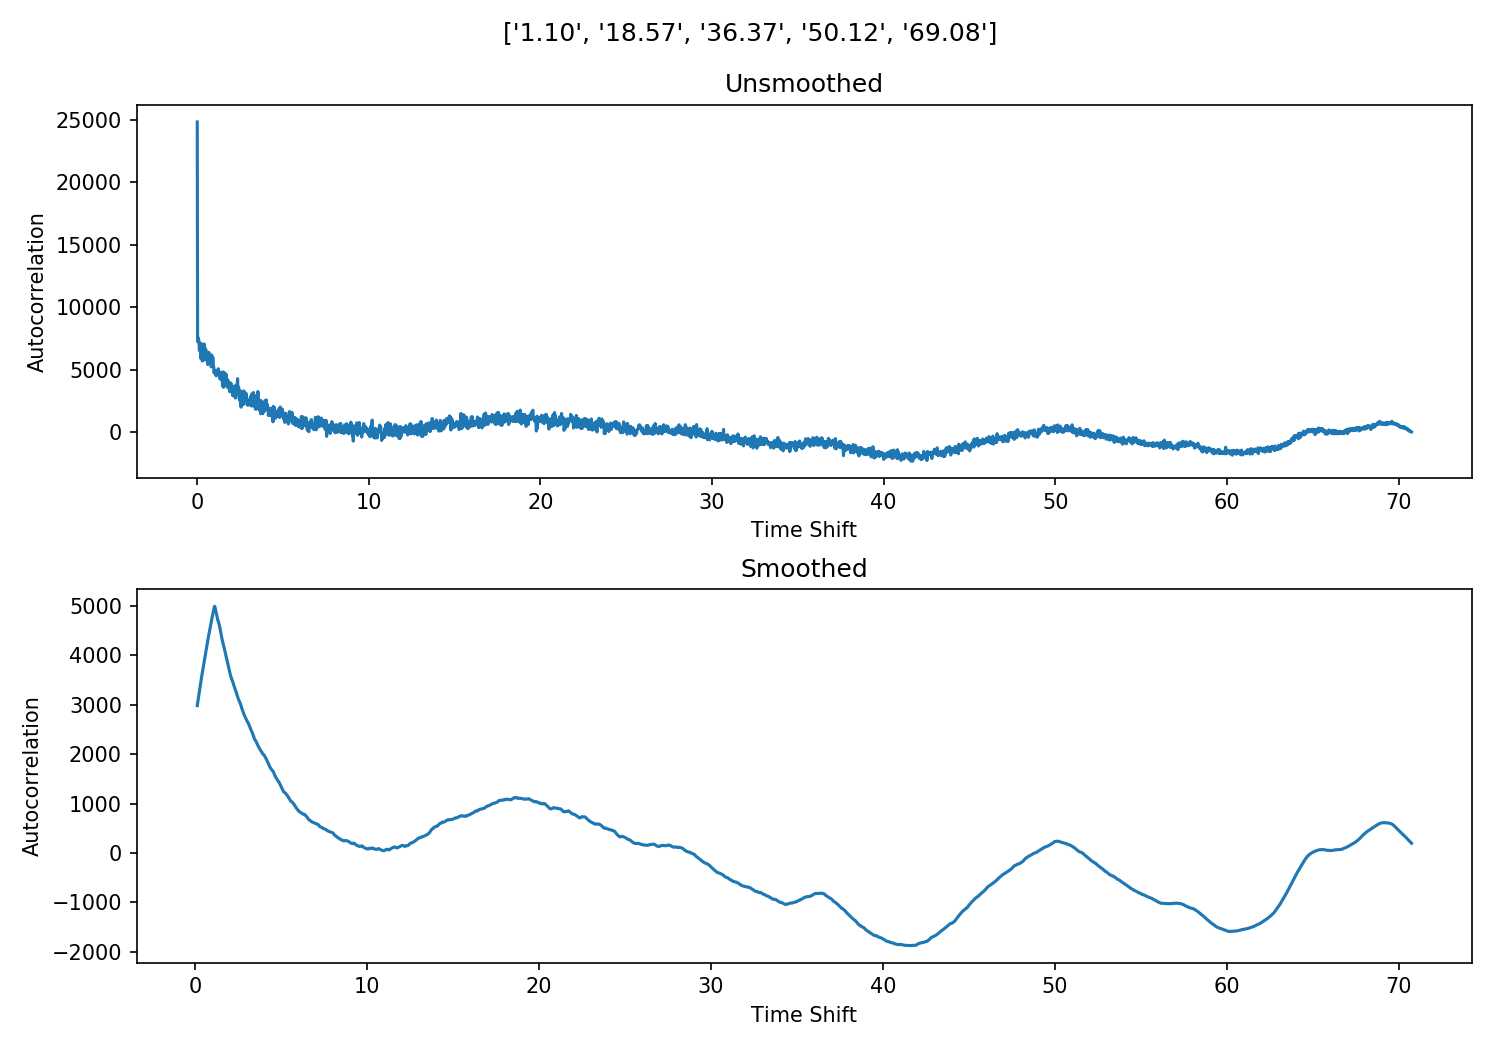 ['1.10', '18.57', '36.37', '50.12', '69.08']
Unsmoothed
Autocorrelation
25000
20000
15000
10000
5000
0
0 10 20 30 40 50 60 70
Time Shift
Smoothed
Autocorrelation
5000
4000
3000
2000
1000
0
−1000
−2000
0 10 20 30 40 50 60 70
Time Shift